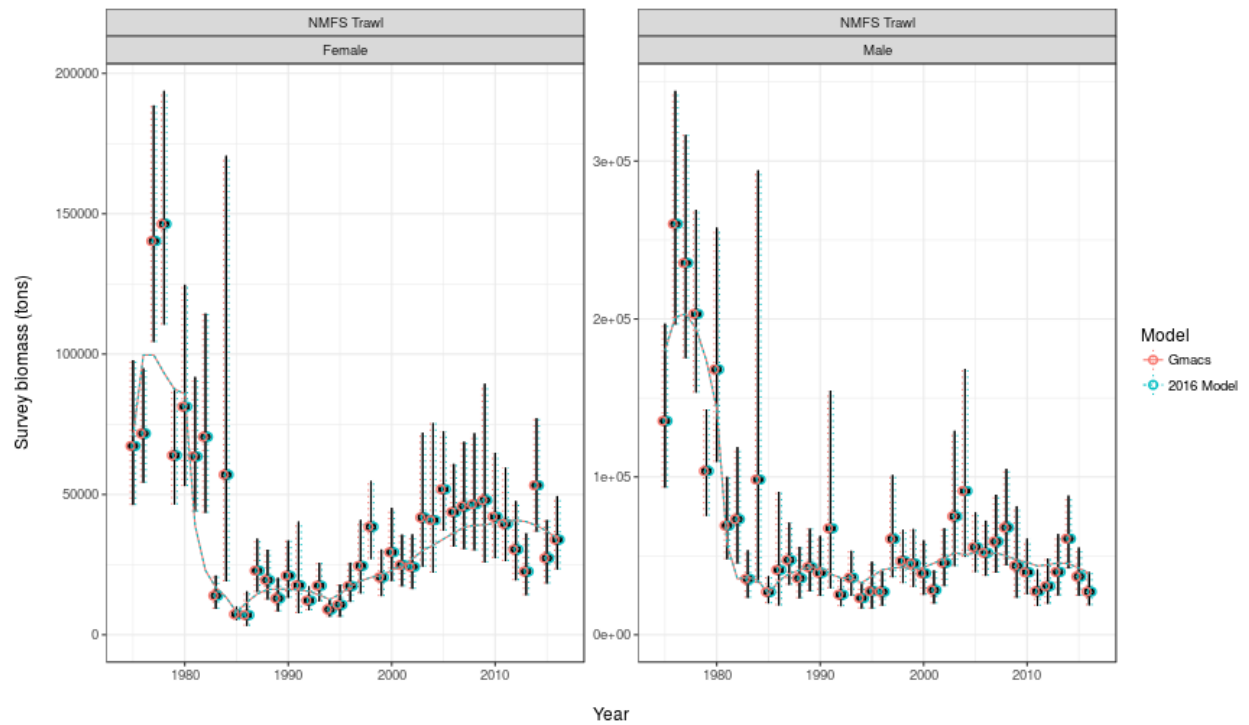 NMFS Trawl
NMFS Trawl
Female
Male
200000
150000
100000
50000
0
3e+05
2e+05
1e+05
0e+00
Survey biomass (tons)
1980
1990
2000
2010
1980
1990
2000
2010
Year
Model
Gmacs
2016 Model